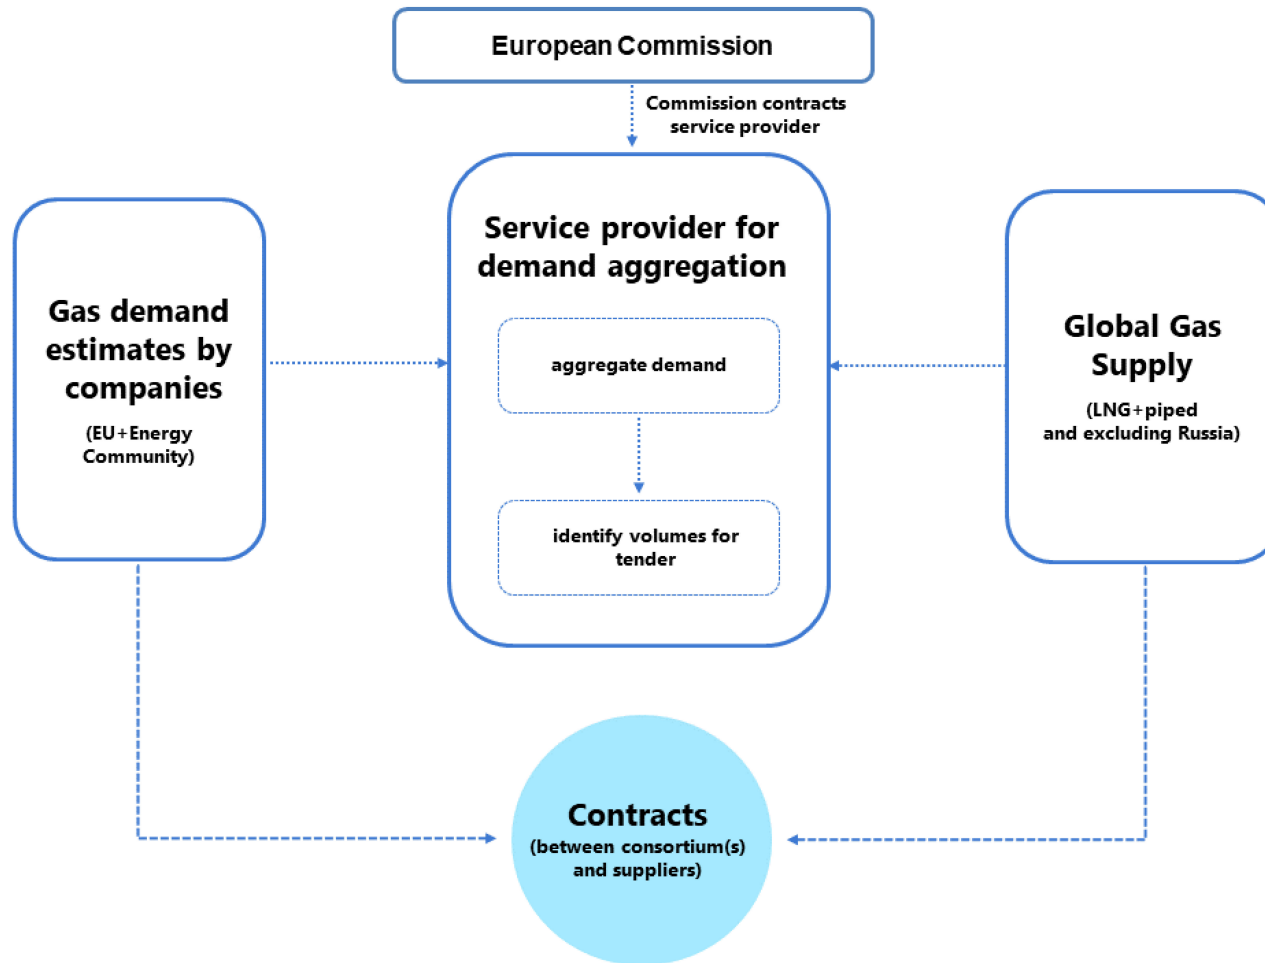 European Commission
Commission contracts
service provider
Service provider for
demand aggregation
aggregate demand
identify volumes for
tender
Gas demand
estimates by
companies
(EU+Energy
Community)
Global Gas
Supply
(LNG+piped
and excluding Russia)
Contracts
(between consortium(s)
and suppliers)